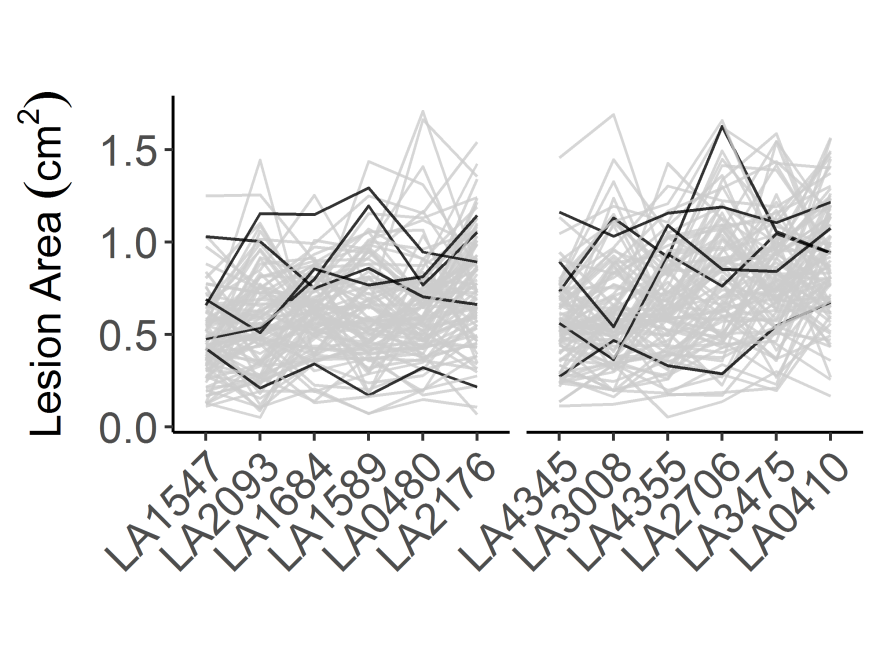 Lesion Area (cm²)
1.5
1.0
0.5
0.0
LA1547
LA2093
LA1684
LA1589
LA0480
LA2176
LA4345
LA3008
LA4355
LA2706
LA3475
LA0410